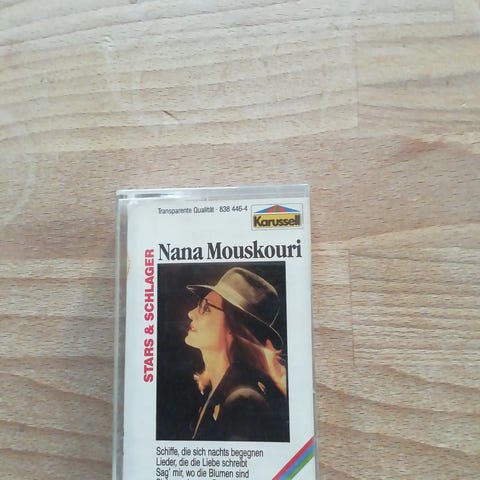 Transparente Qualität · 838 446-4
Karussell
Nana Mouskouri
STARS & SCHLAGER
Schiffe, die sich nachts begegnen
Lieder, die die Liebe schreibt
Sag' mir, wo die Blumen sind